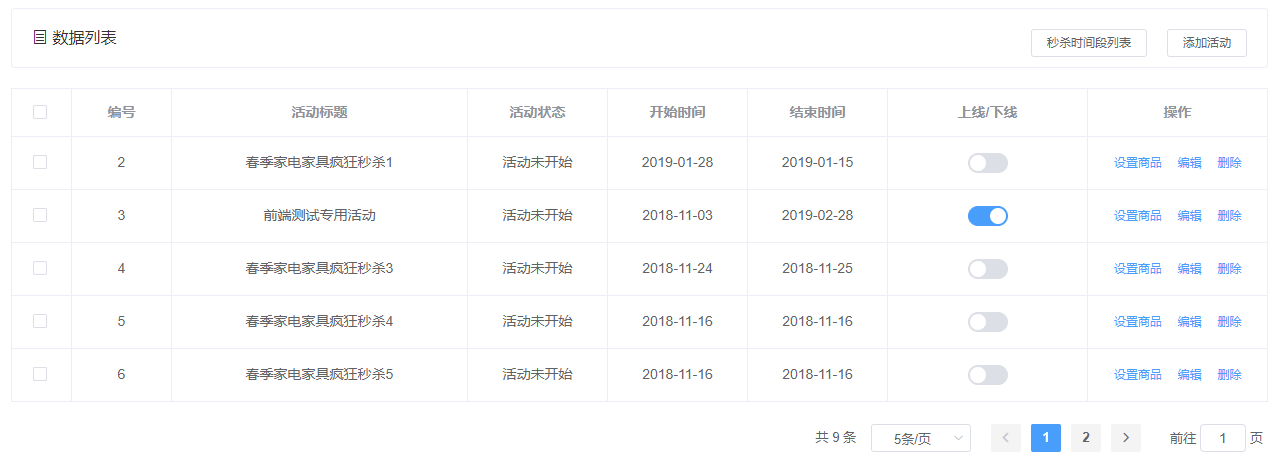 数据列表
秒杀时间段列表 添加活动
编号 活动标题 活动状态 开始时间 结束时间 上线/下线 操作
2 春季家电家具疯狂秒杀1 活动未开始 2019-01-28 2019-01-15 设置商品 编辑 删除
3 前端测试专用活动 活动未开始 2018-11-03 2019-02-28 设置商品 编辑 删除
4 春季家电家具疯狂秒杀3 活动未开始 2018-11-24 2018-11-25 设置商品 编辑 删除
5 春季家电家具疯狂秒杀4 活动未开始 2018-11-16 2018-11-16 设置商品 编辑 删除
6 春季家电家具疯狂秒杀5 活动未开始 2018-11-16 2018-11-16 设置商品 编辑 删除
共 9 条 5条/页 1 2 前往 1 页